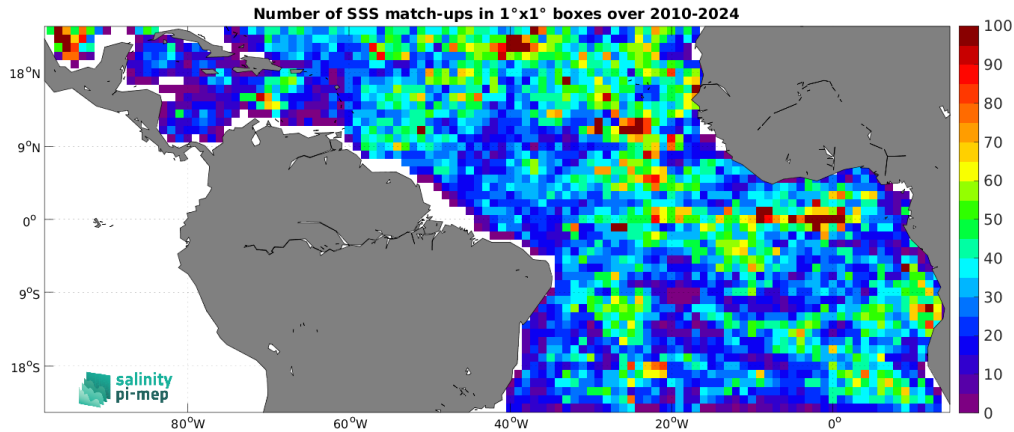 Number of SSS match-ups in 1°x1° boxes over 2010-2024
18°N
9°N
0°
9°S
18°S
80°W
60°W
40°W
20°W
0°
100
90
80
70
60
50
40
30
20
10
0
salinity
pi-mep